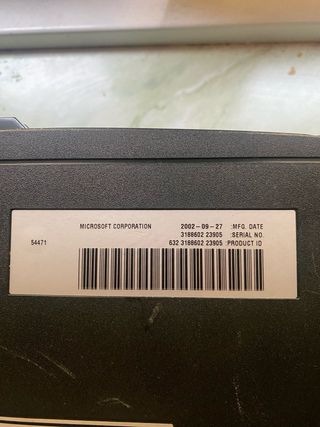 MICROSOFT CORPORATION 2002-09-27 :MFG. DATE
3188602 23905 :SERIAL NO.
54471 632 3188602 23905 :PRODUCT ID